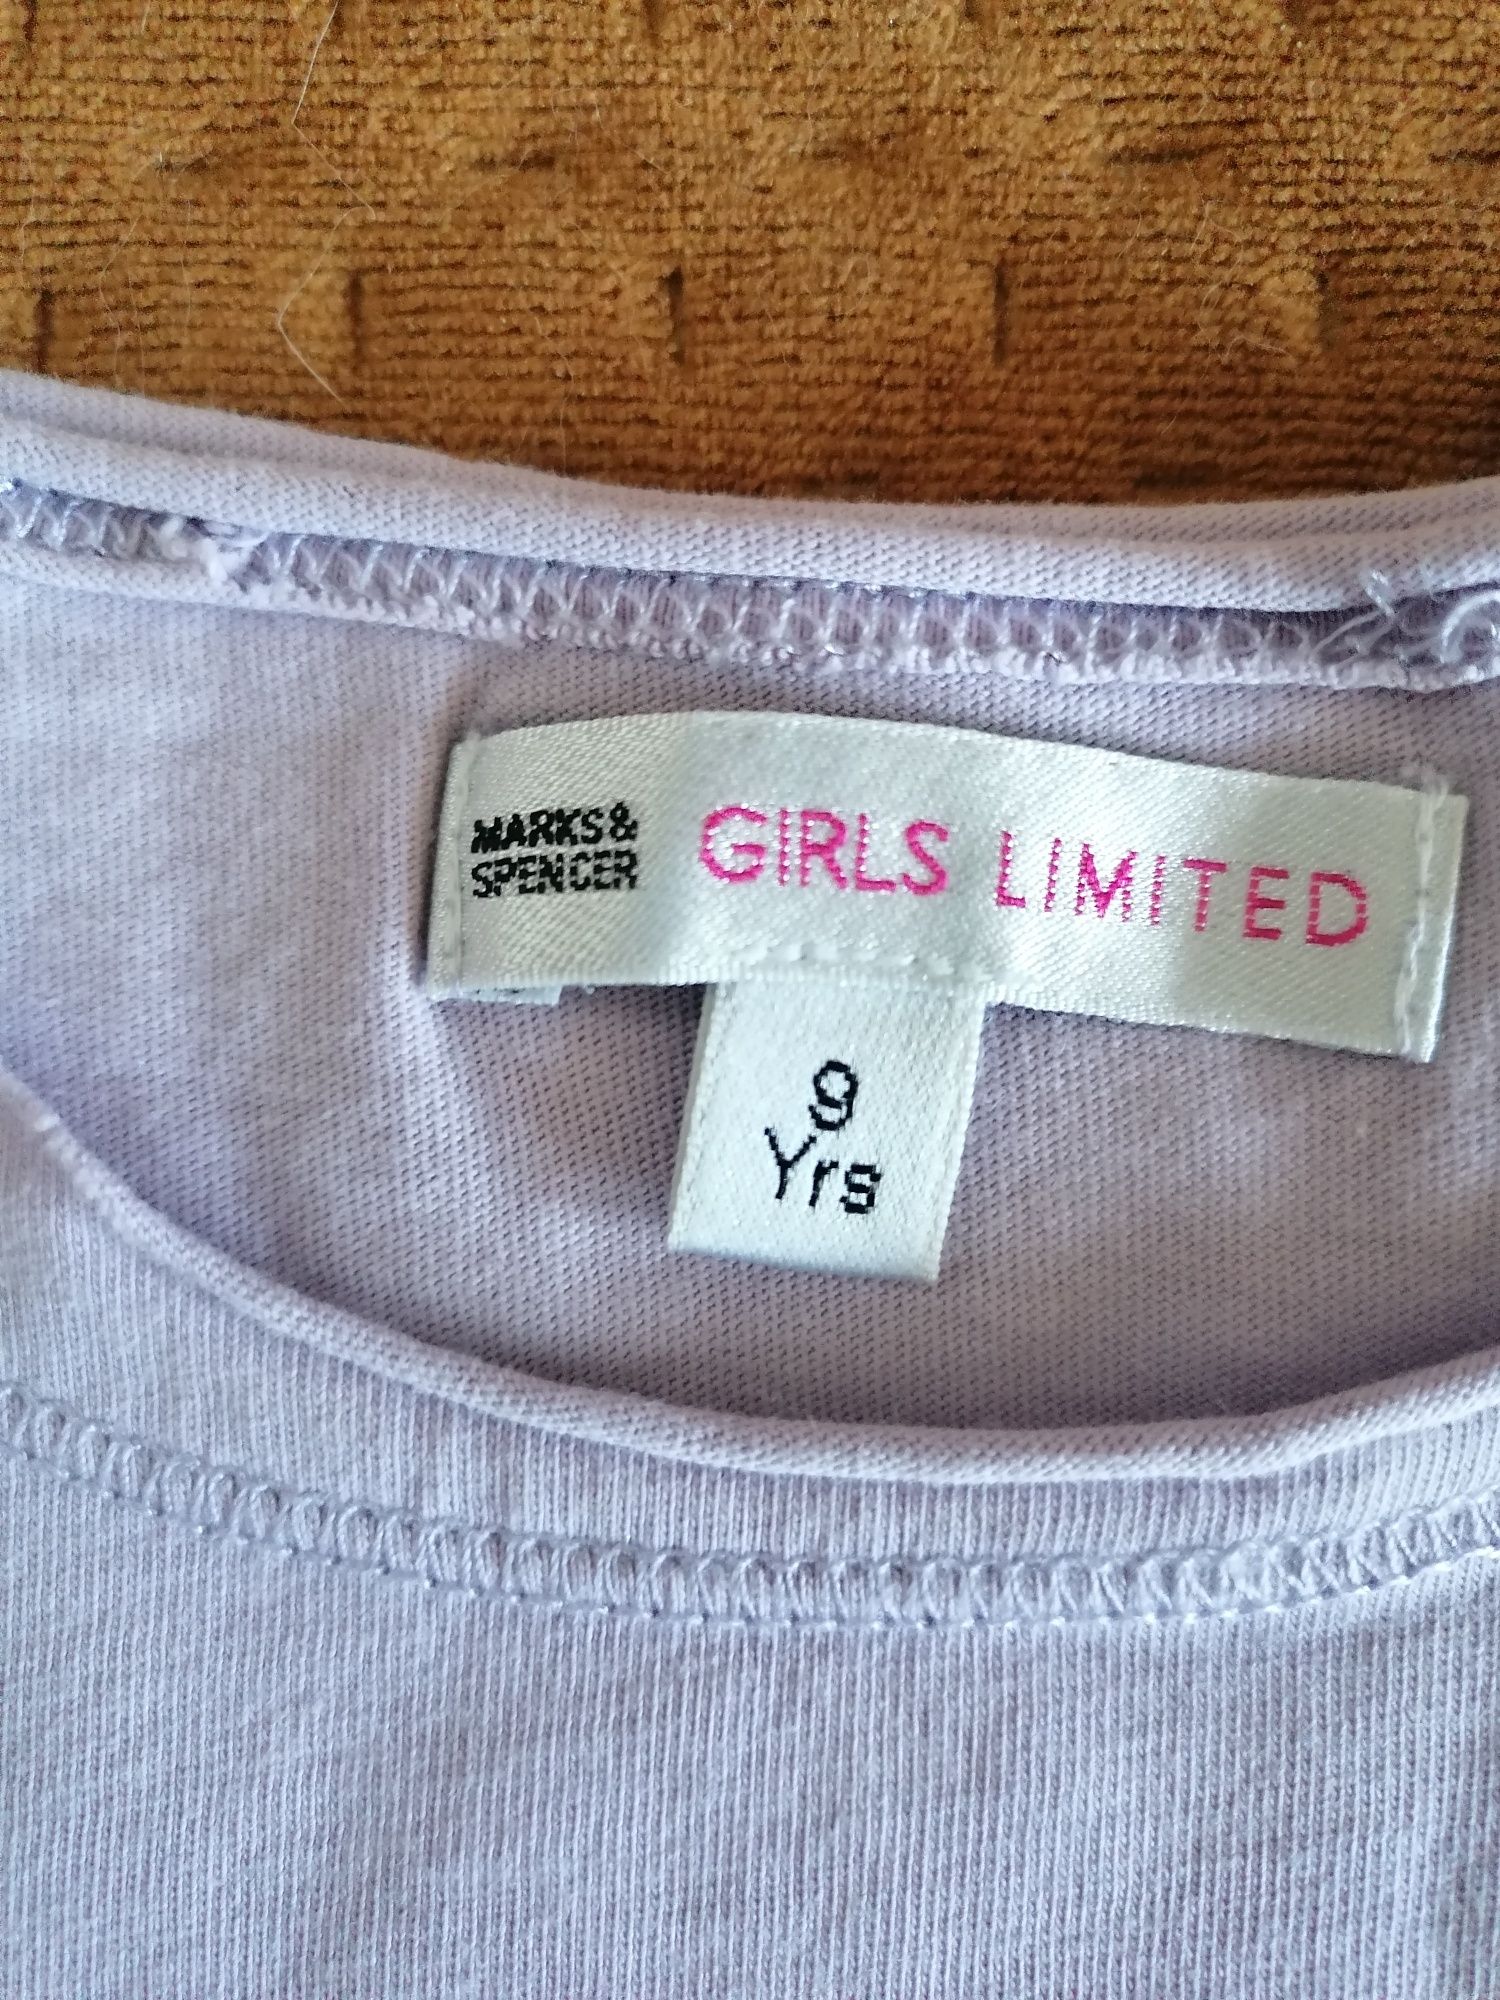 MARKS &
SPENCER
GIRLS LIMITED
9
Yrs